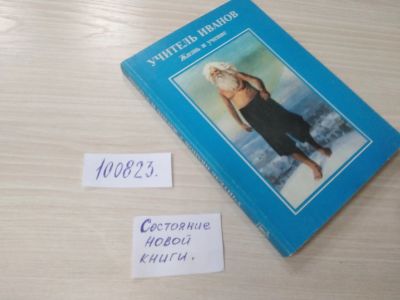 УЧИТЕЛЬ ИВАНОВ
Жизнь и учение
100823.
Состояние
новой
книги.